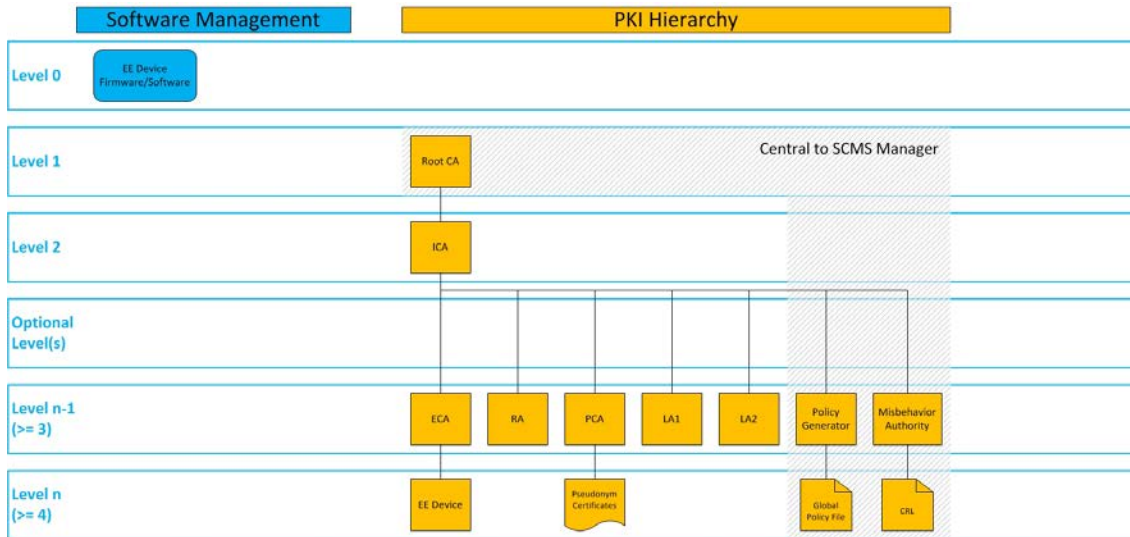 Software Management
PKI Hierarchy
Level 0
EE Device
Firmware/Software
Level 1
Root CA
Central to SCMS Manager
Level 2
ICA
Optional
Level(s)
Level n-1
(>= 3)
ECA
RA
PCA
LA1
LA2
Policy
Generator
Misbehavior
Authority
Level n
(>= 4)
EE Device
Pseudonym
Certificates
Global
Policy File
CRL